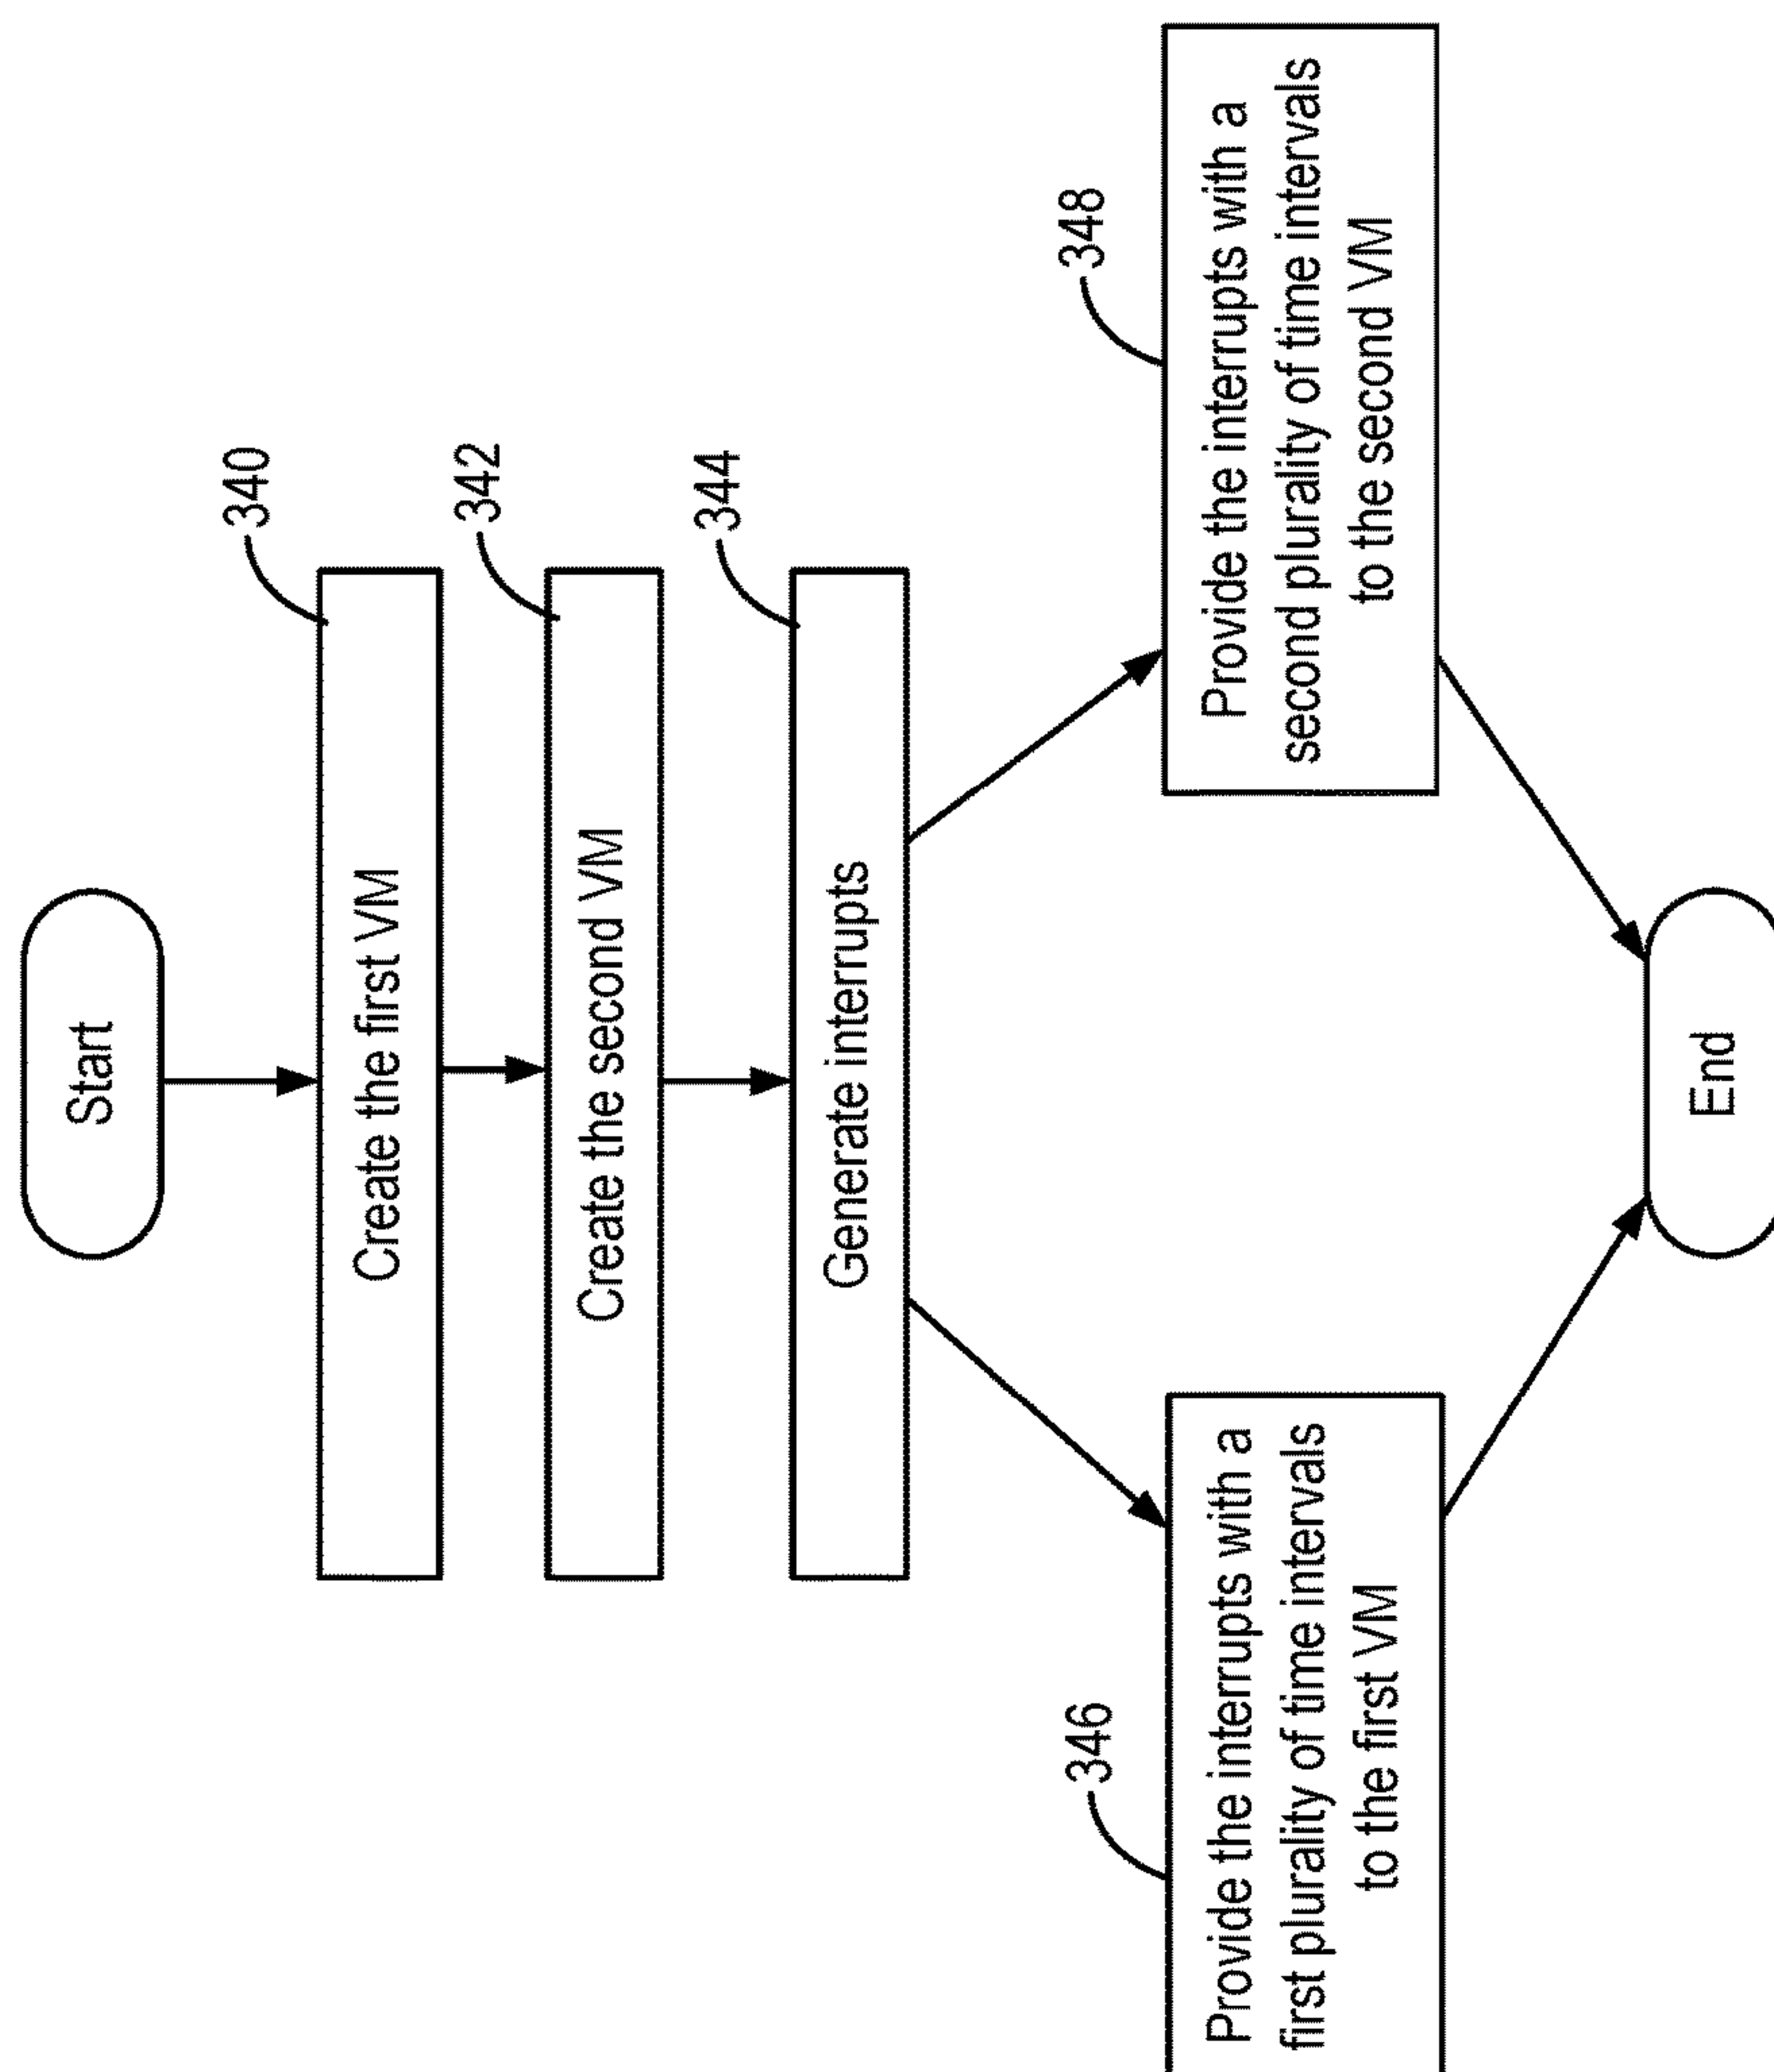 Start
340
Create the first VM
342
Create the second VM
344
Generate interrupts
346
Provide the interrupts with a
first plurality of time intervals
to the first VM
348
Provide the interrupts with a
second plurality of time intervals
to the second VM
End